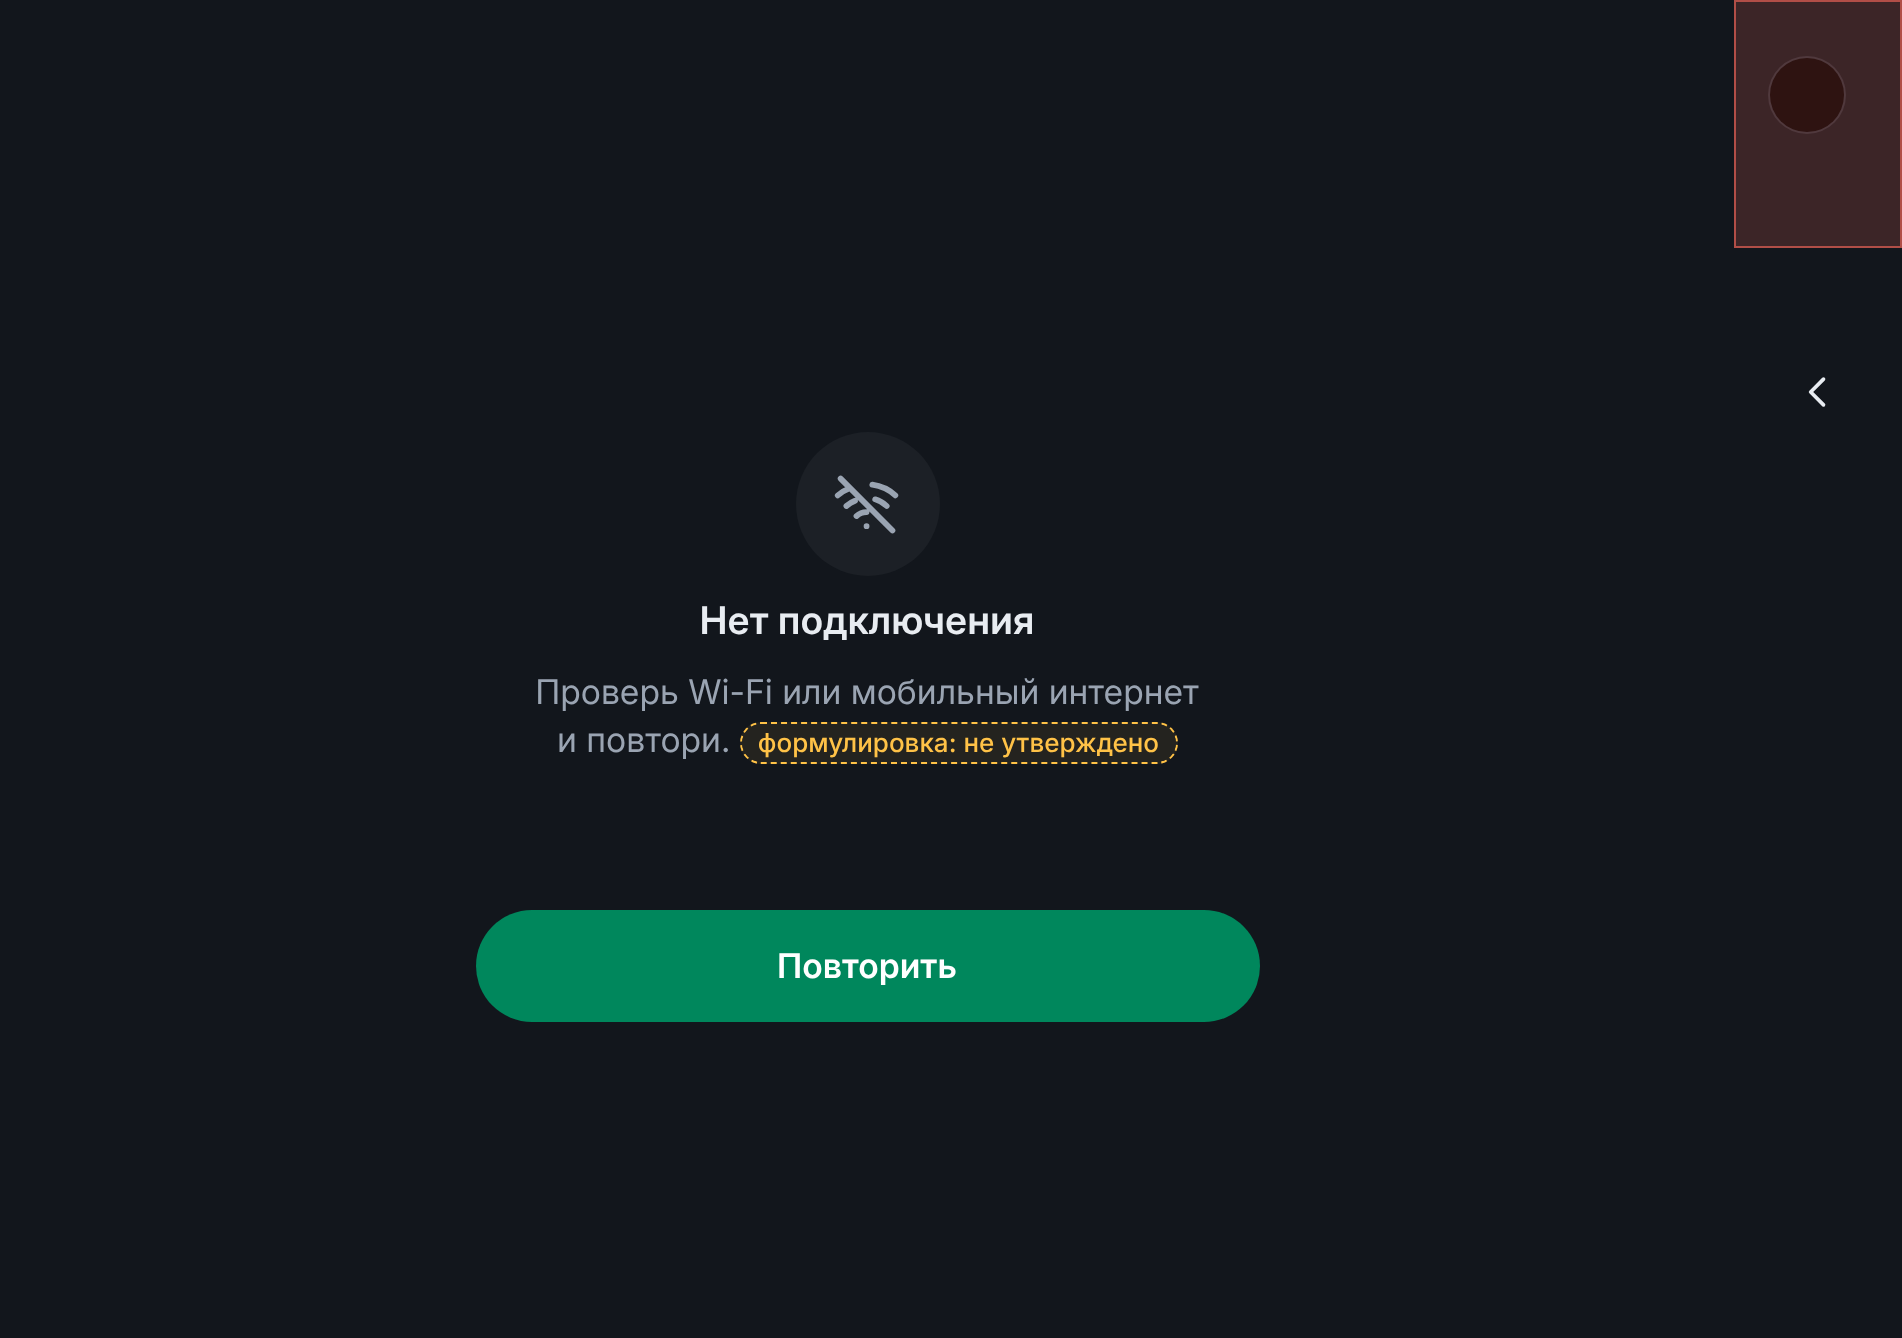 Нет подключения
Проверь Wi-Fi или мобильный интернет
и повтори. формулировка: не утверждено
Повторить